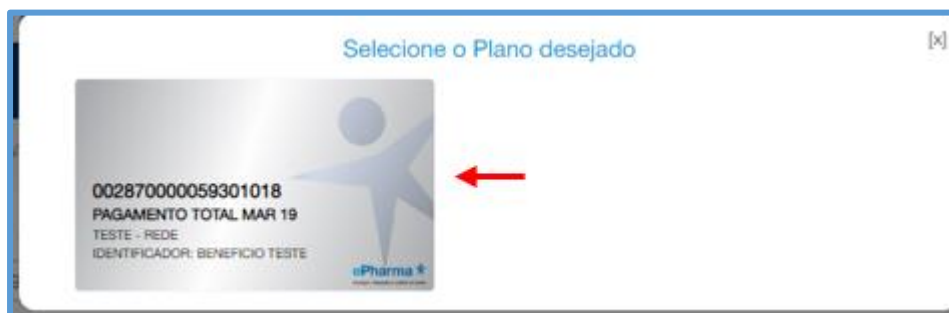 Selecione o Plano desejado
[x]
002870000059301018
PAGAMENTO TOTAL MAR 19
TESTE - REDE
IDENTIFICADOR: BENEFICIO TESTE
ePharma